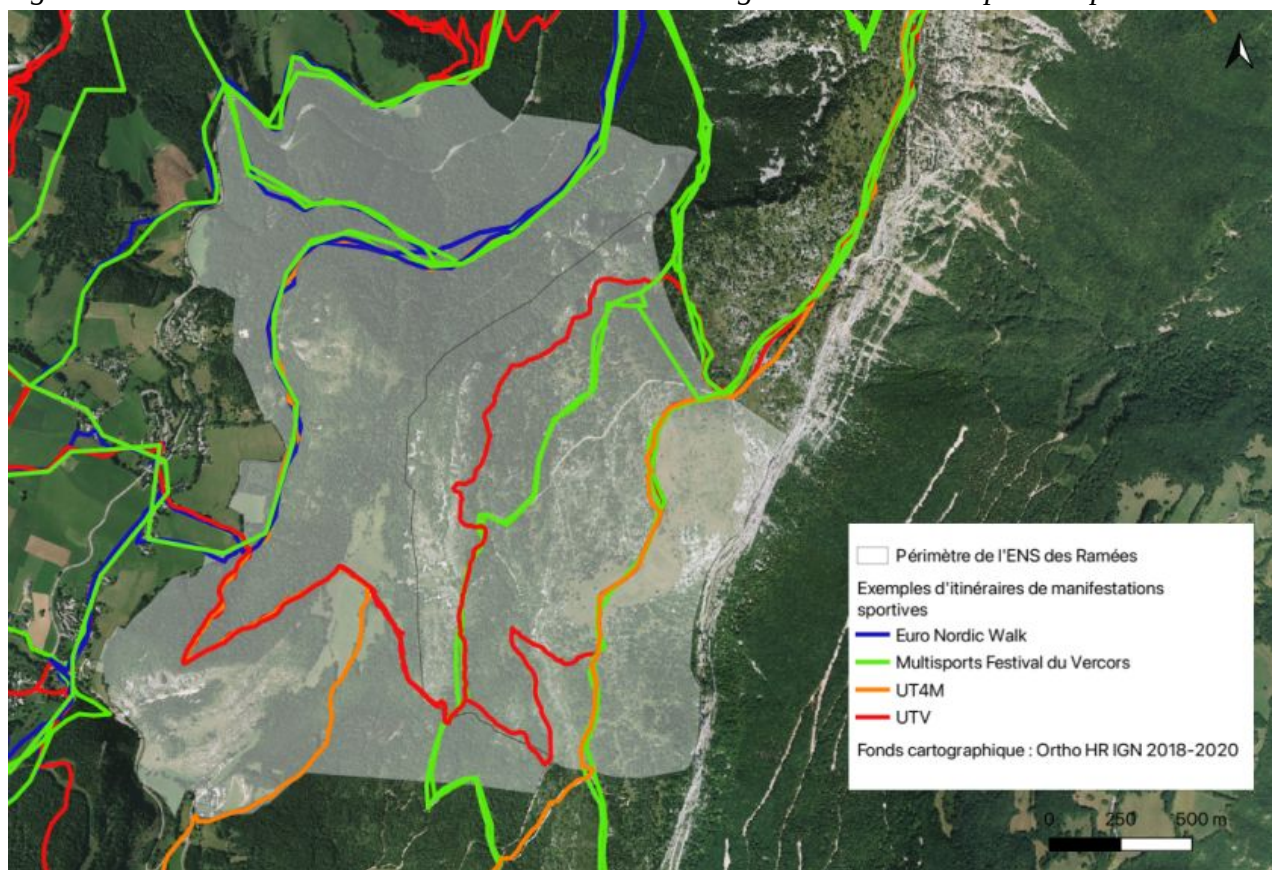 Périmètre de l'ENS des Ramées
Exemples d'itinéraires de manifestations
sportives
Euro Nordic Walk
Multisports Festival du Vercors
UT4M
UTV
Fonds cartographique : Ortho HR IGN 2018-2020
0 250 500 m